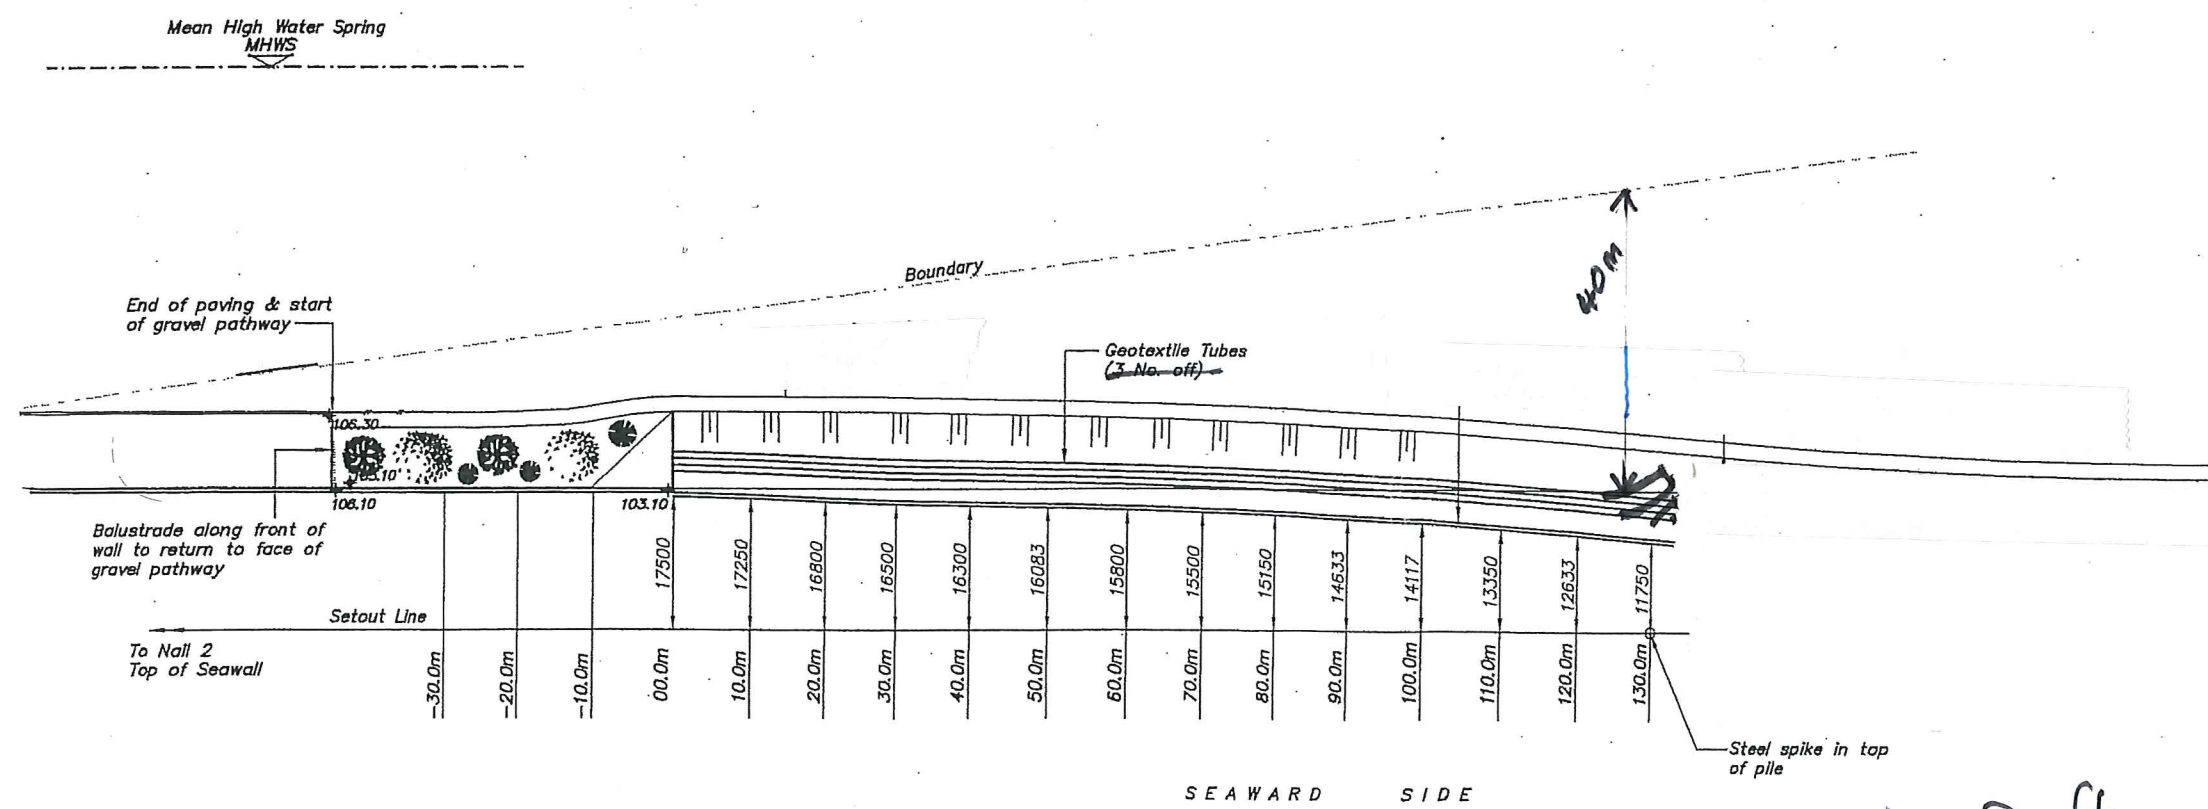 Mean High Water Spring
MHWS
Boundary
40m
End of paving & start
of gravel pathway
Geotextile Tubes
(3 No. off)
106.30
106.10
103.10
Balustrade along front of
wall to return to face of
gravel pathway
17500
17250
16800
16500
16300
16083
15800
15500
15150
14633
14117
13350
12633
11750
Setout Line
To Nail 2
Top of Seawall
-30.0m
-20.0m
-10.0m
00.0m
10.0m
20.0m
30.0m
40.0m
50.0m
60.0m
70.0m
80.0m
90.0m
100.0m
110.0m
120.0m
130.0m
Steel spike in top
of pile
SEAWARD SIDE